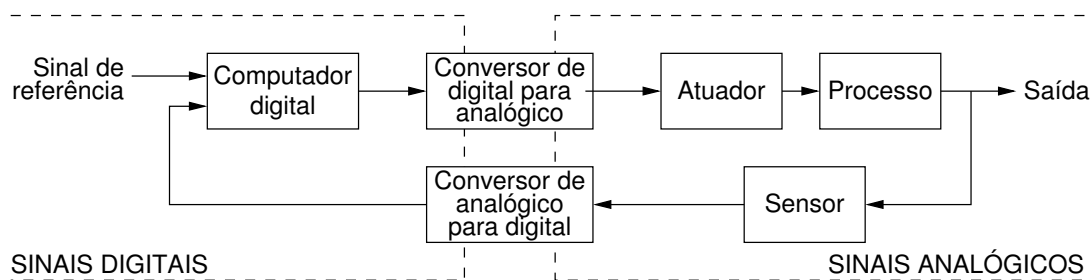 Sinal de
referência
Computador
digital
Conversor de
digital para
analógico
Atuador
Processo
Saída
Conversor de
analógico
para digital
Sensor
SINAIS DIGITAIS
SINAIS ANALÓGICOS